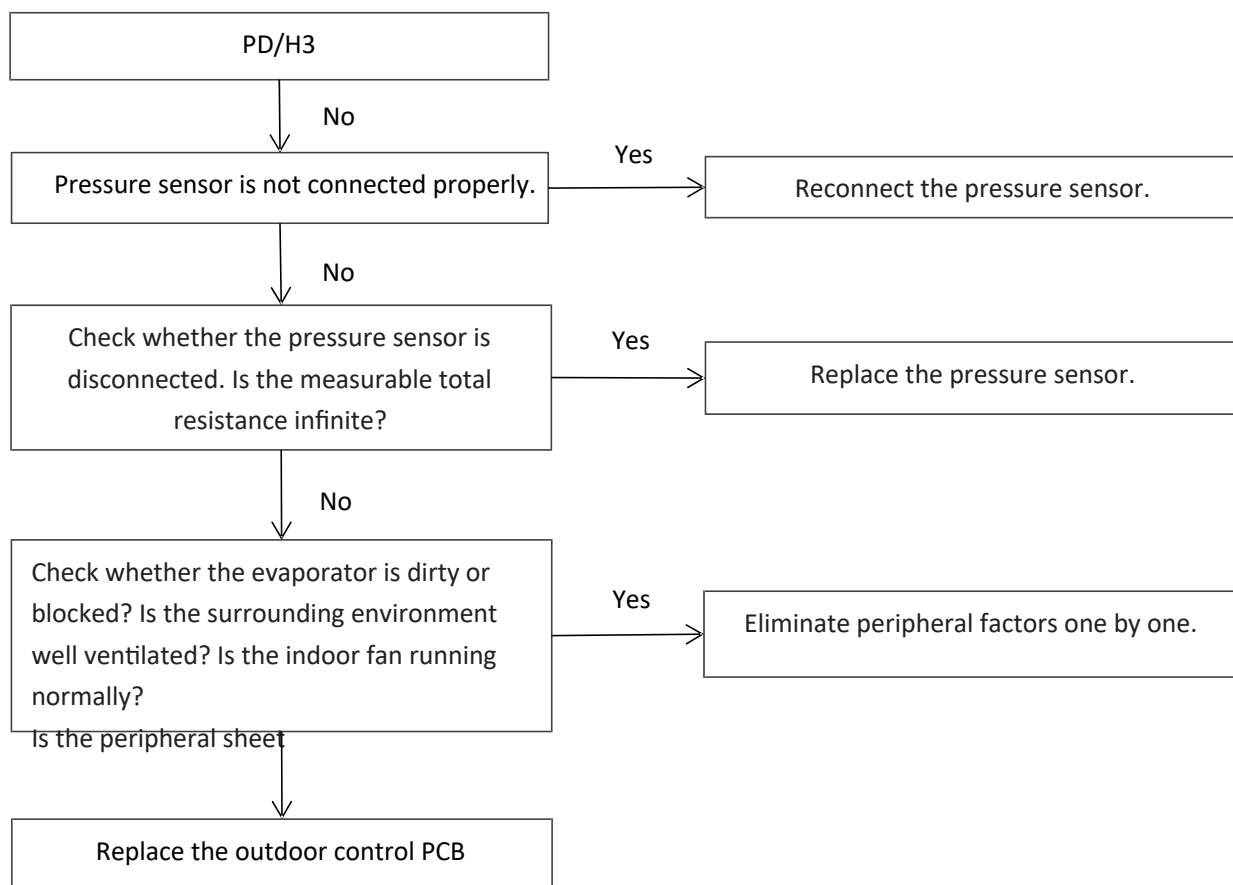 PD/H3
No
Pressure sensor is not connected properly.
Yes
Reconnect the pressure sensor.
No
Check whether the pressure sensor is
disconnected. Is the measurable total
resistance infinite?
Yes
Replace the pressure sensor.
No
Check whether the evaporator is dirty or
blocked? Is the surrounding environment
well ventilated? Is the indoor fan running
normally?
Is the peripheral sheet
Yes
Eliminate peripheral factors one by one.
Replace the outdoor control PCB